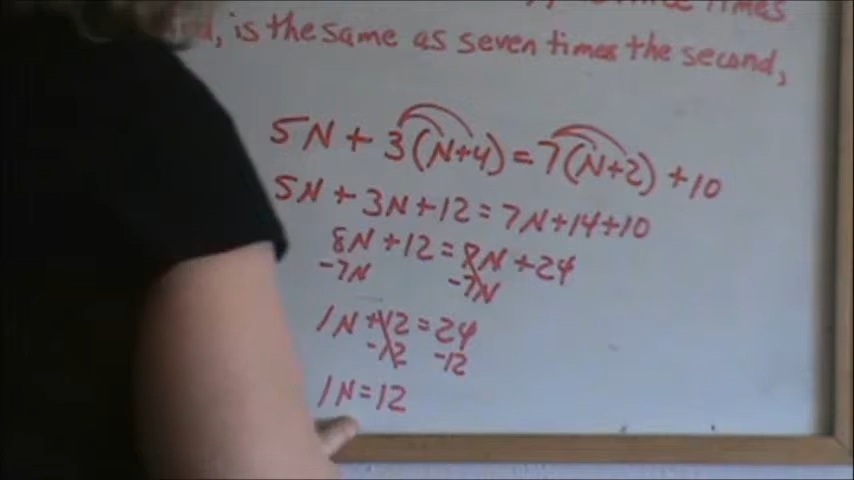 times
, is the same as seven times the second,
5N + 3(N+4) = 7(N+2) + 10
5N + 3N + 12 = 7N + 14 + 10
8N + 12 = 7N + 24
-7N -7N
1N + 12 = 24
-12 -12
1N = 12